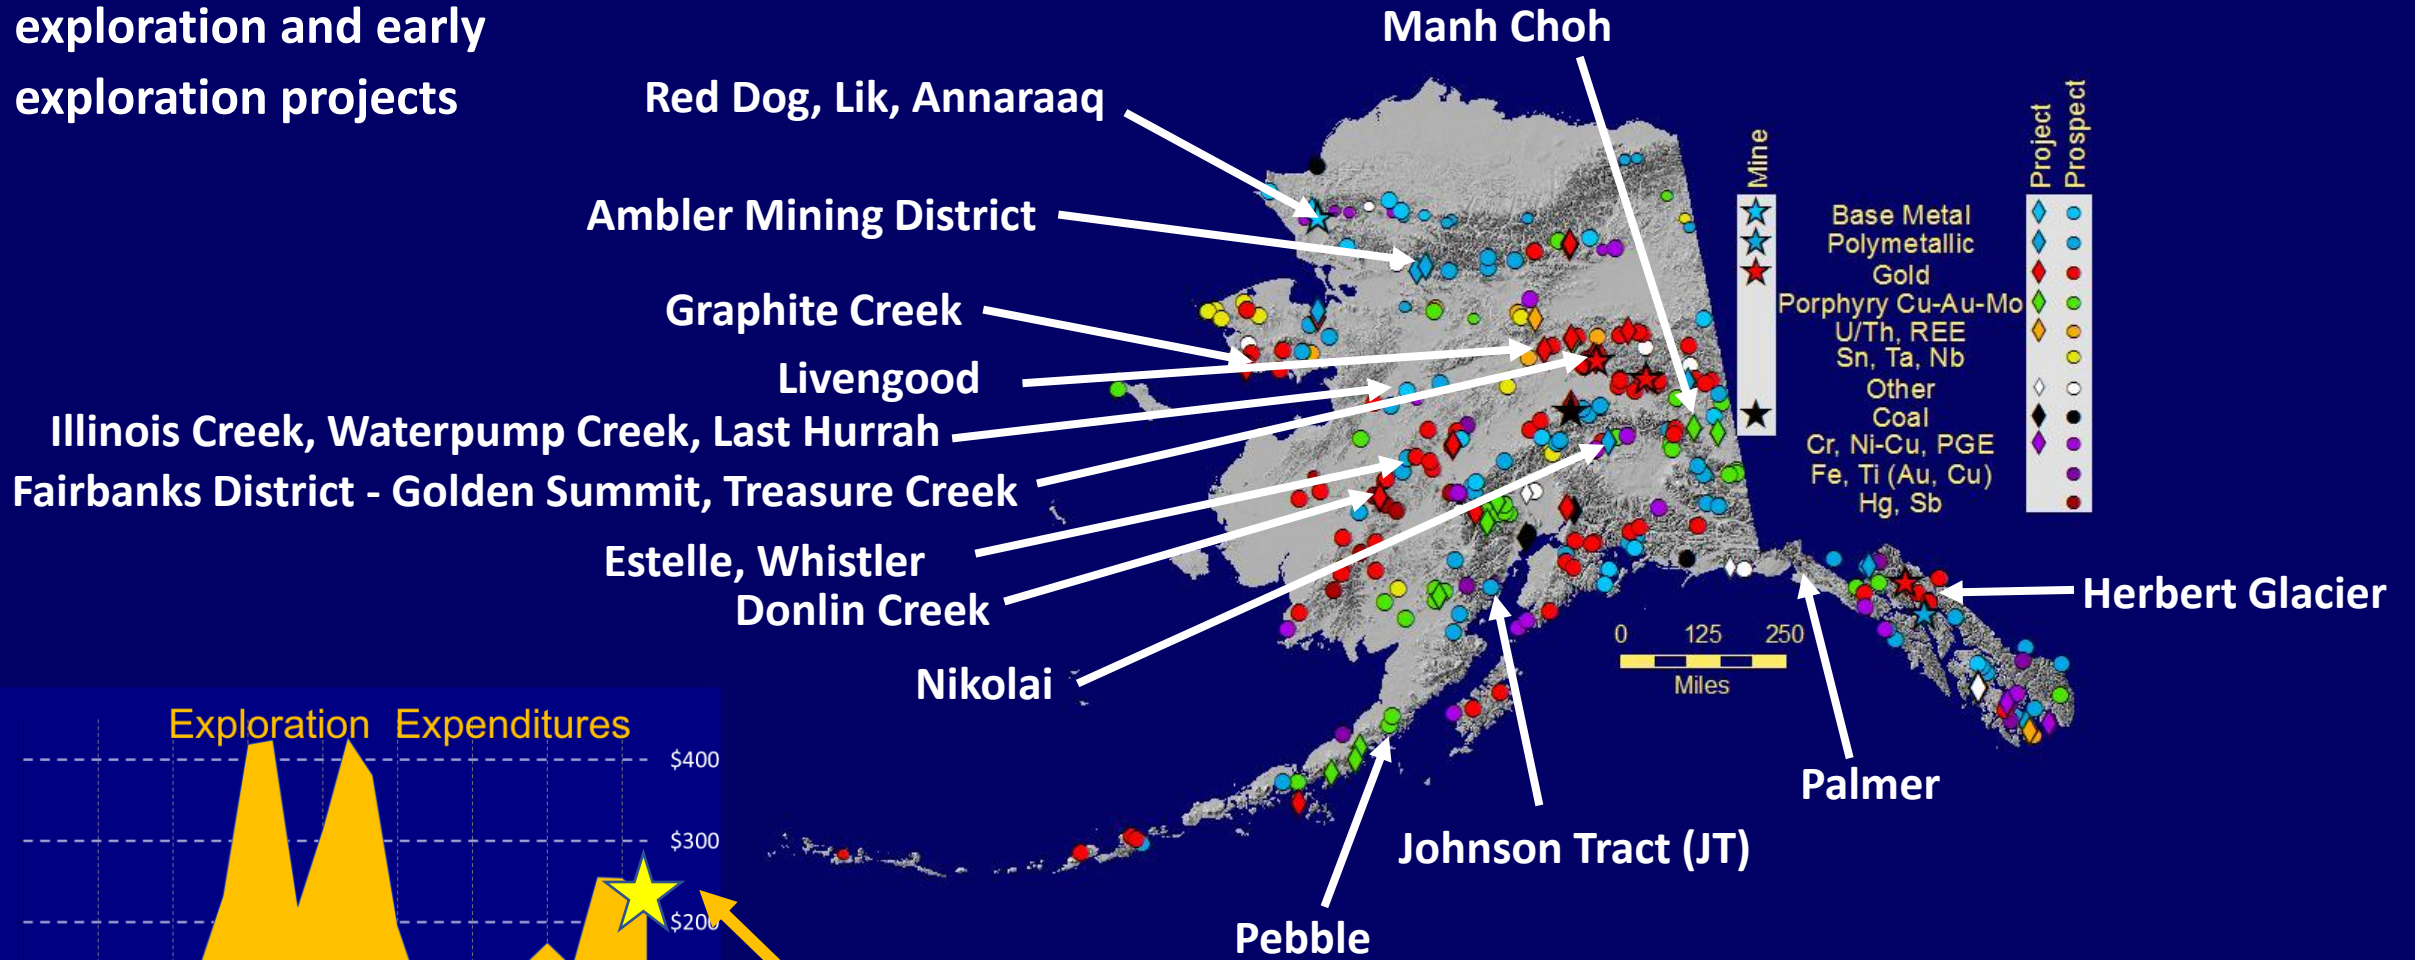 exploration and early
exploration projects
Manh Choh
Red Dog, Lik, Annaraaq
Ambler Mining District
Graphite Creek
Livengood
Illinois Creek, Waterpump Creek, Last Hurrah
Fairbanks District - Golden Summit, Treasure Creek
Estelle, Whistler
Donlin Creek
Nikolai
Mine
Project
Prospect
Base Metal
Polymetallic
Gold
Porphyry Cu-Au-Mo
U/Th, REE
Sn, Ta, Nb
Other
Coal
Cr, Ni-Cu, PGE
Fe, Ti (Au, Cu)
Hg, Sb
Herbert Glacier
0 125 250
Miles
Palmer
Johnson Tract (JT)
Pebble
Exploration Expenditures
$400
$300
$200